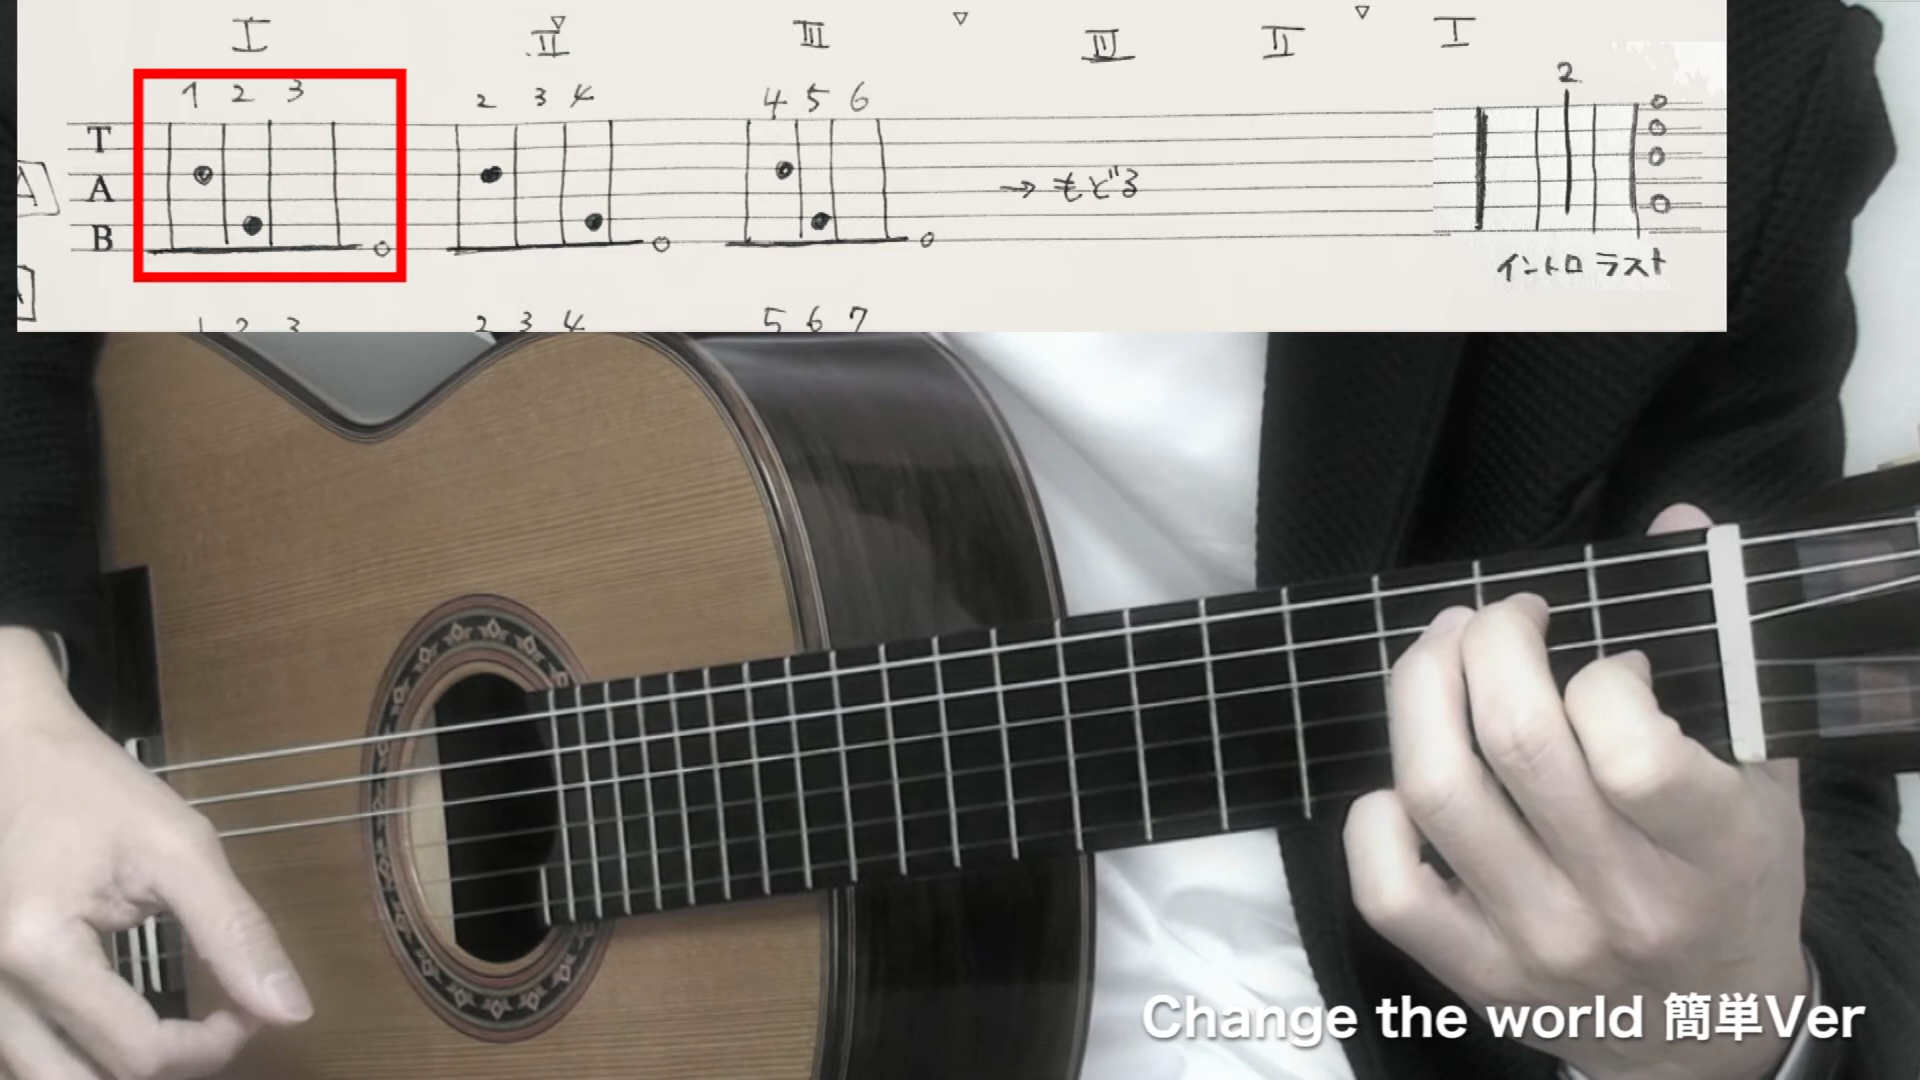 I II III III II I
1 2 3 2 3 4 4 5 6 2
T
A
B
A
→ もどる
イントロ ラスト
1 2 3 2 3 4 5 6 7
Change the world 簡単Ver